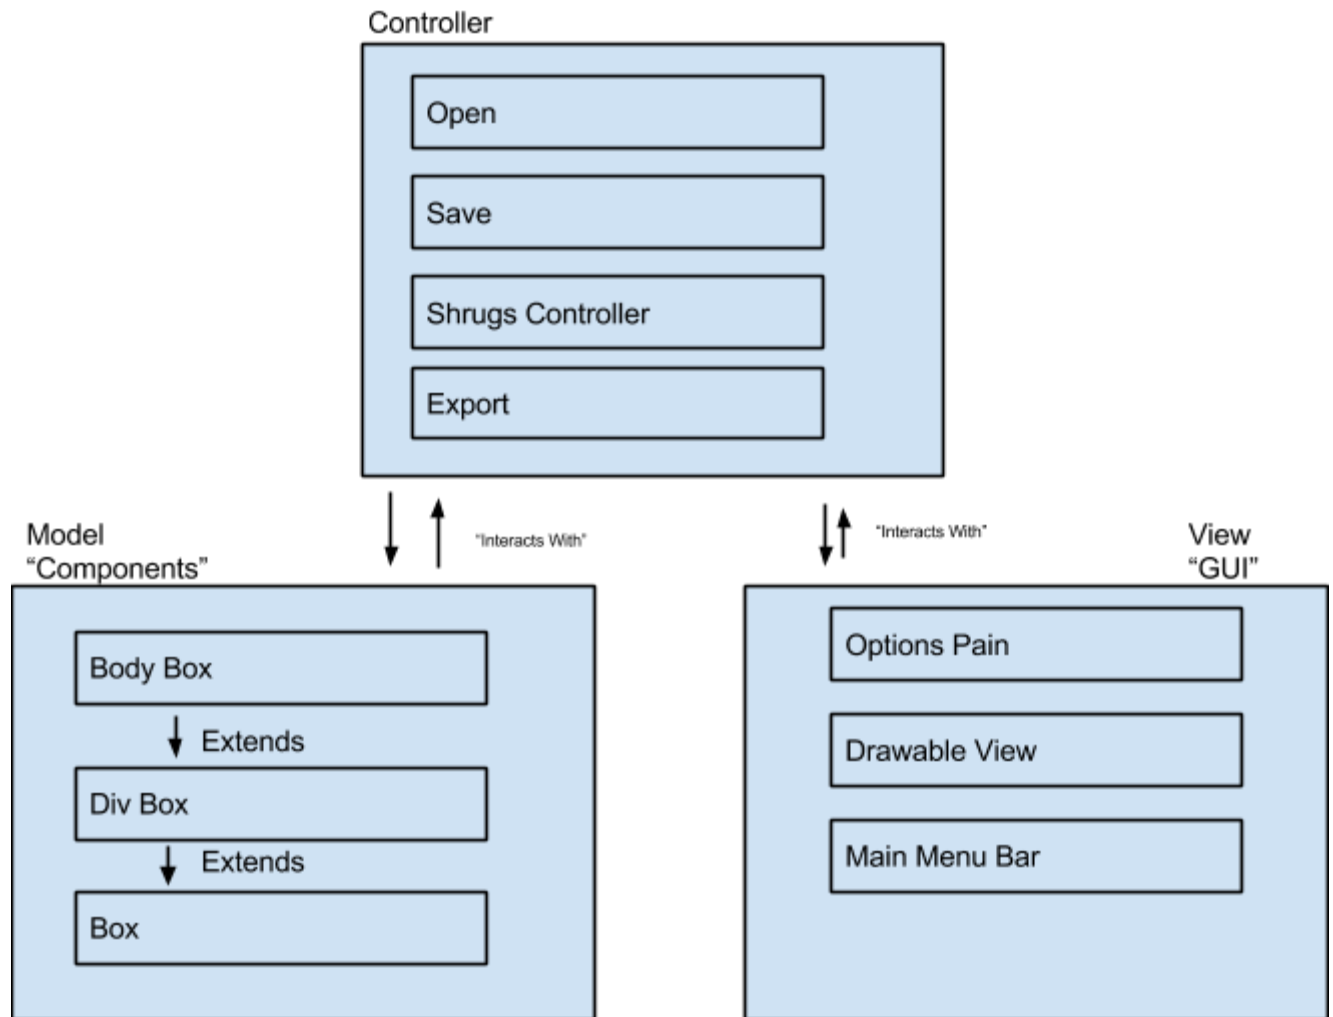 Controller
Open
Save
Shrugs Controller
Export
Model
“Components”
“Interacts With”
“Interacts With”
View
“GUI”
Body Box
Extends
Div Box
Extends
Box
Options Pain
Drawable View
Main Menu Bar